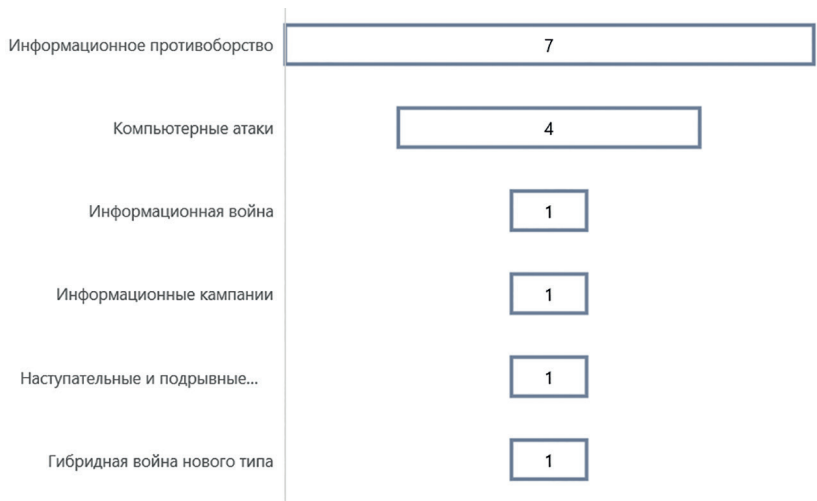 Информационное противоборство 7
Компьютерные атаки 4
Информационная война 1
Информационные кампании 1
Наступательные и подрывные... 1
Гибридная война нового типа 1